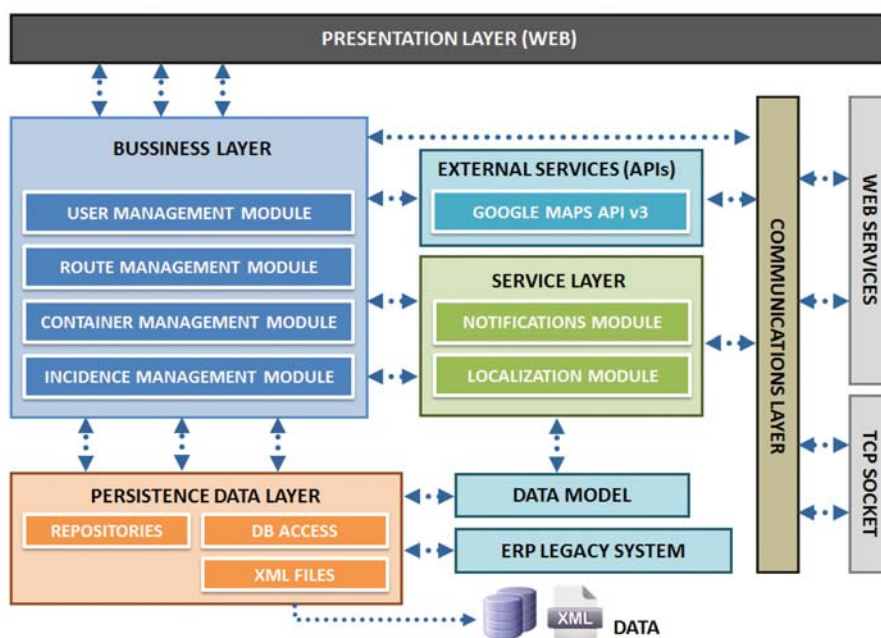 PRESENTATION LAYER (WEB)
BUSSINESS LAYER
USER MANAGEMENT MODULE
ROUTE MANAGEMENT MODULE
CONTAINER MANAGEMENT MODULE
INCIDENCE MANAGEMENT MODULE
EXTERNAL SERVICES (APIs)
GOOGLE MAPS API v3
SERVICE LAYER
NOTIFICATIONS MODULE
LOCALIZATION MODULE
COMMUNICATIONS LAYER
WEB SERVICES
TCP SOCKET
PERSISTENCE DATA LAYER
REPOSITORIES
DB ACCESS
XML FILES
DATA MODEL
ERP LEGACY SYSTEM
XML
DATA